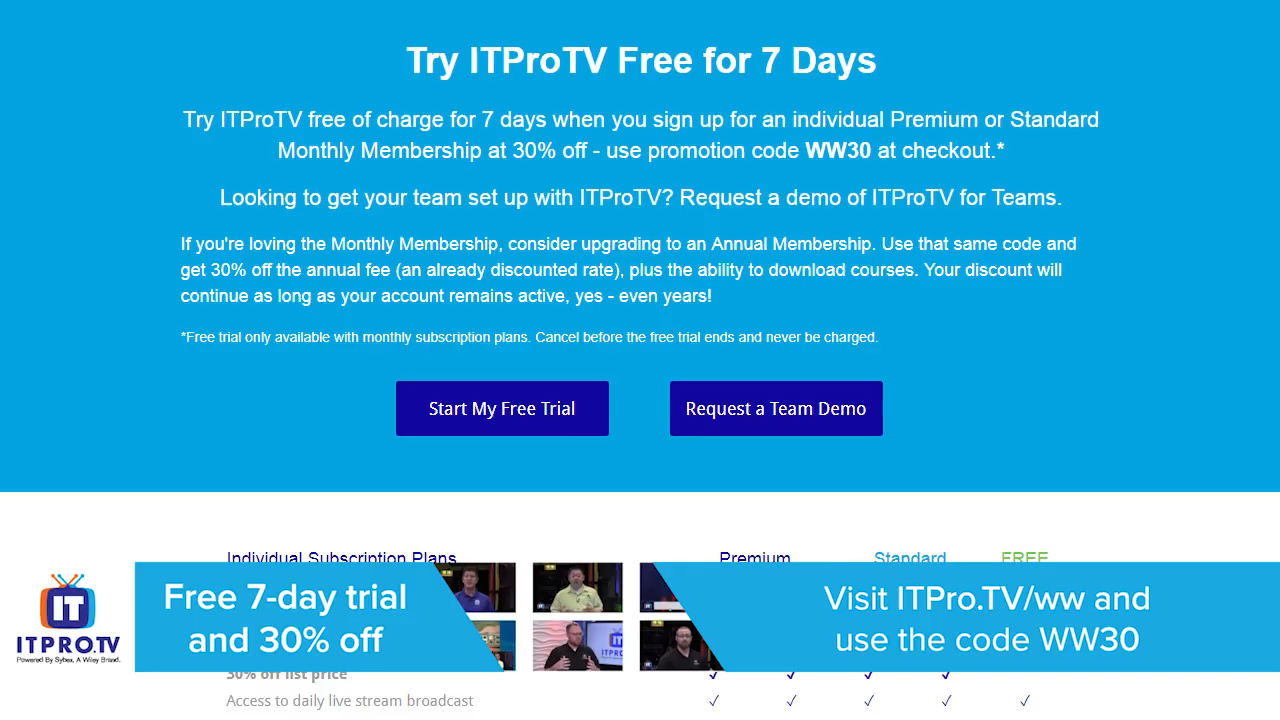 Try ITProTV Free for 7 Days
Try ITProTV free of charge for 7 days when you sign up for an individual Premium or Standard
Monthly Membership at 30% off - use promotion code WW30 at checkout.*
Looking to get your team set up with ITProTV? Request a demo of ITProTV for Teams.
If you're loving the Monthly Membership, consider upgrading to an Annual Membership. Use that same code and
get 30% off the annual fee (an already discounted rate), plus the ability to download courses. Your discount will
continue as long as your account remains active, yes - even years!
*Free trial only available with monthly subscription plans. Cancel before the free trial ends and never be charged.
Start My Free Trial
Request a Team Demo
Individual Subscription Plans Premium Standard FREE
IT
ITPRO.TV
Powered By Sybex, A Wiley Brand.
Free 7-day trial
and 30% off
ITPRO
Visit ITPro.TV/ww and
use the code WW30
30% off list price
Access to daily live stream broadcast